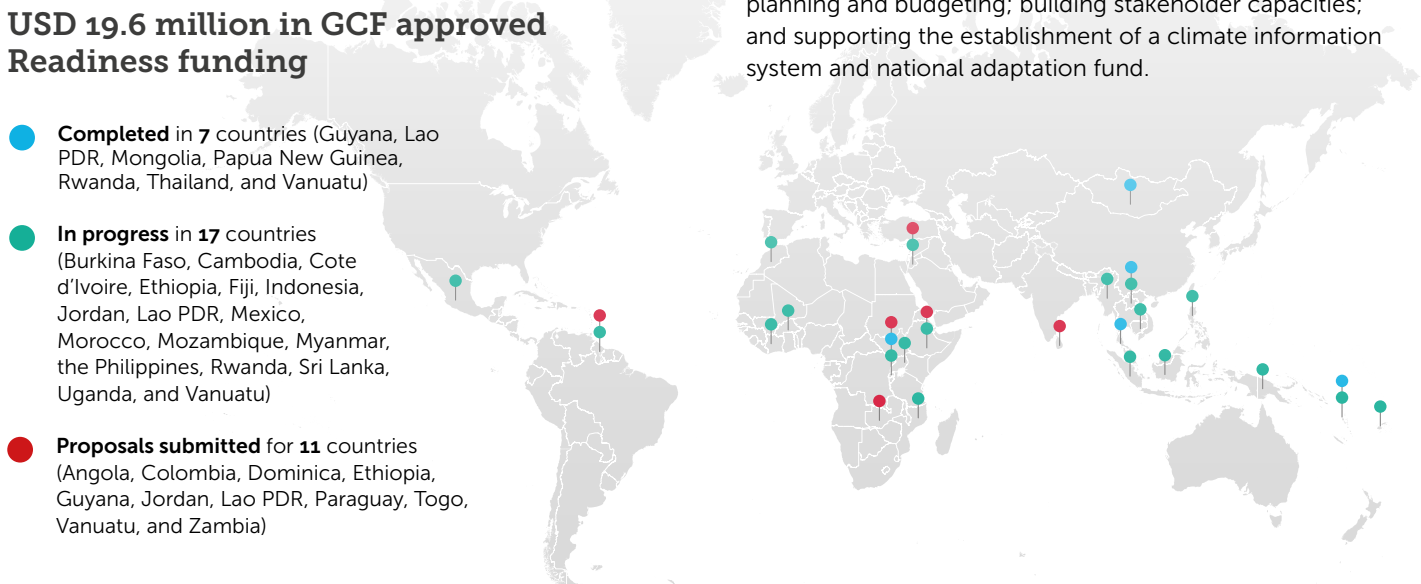 USD 19.6 million in GCF approved
Readiness funding
Completed in 7 countries (Guyana, Lao
PDR, Mongolia, Papua New Guinea,
Rwanda, Thailand, and Vanuatu)
In progress in 17 countries
(Burkina Faso, Cambodia, Cote
d’Ivoire, Ethiopia, Fiji, Indonesia,
Jordan, Lao PDR, Mexico,
Morocco, Mozambique, Myanmar,
the Philippines, Rwanda, Sri Lanka,
Uganda, and Vanuatu)
Proposals submitted for 11 countries
(Angola, Colombia, Dominica, Ethiopia,
Guyana, Jordan, Lao PDR, Paraguay, Togo,
Vanuatu, and Zambia)
planning and budgeting; building stakeholder capacities;
and supporting the establishment of a climate information
system and national adaptation fund.